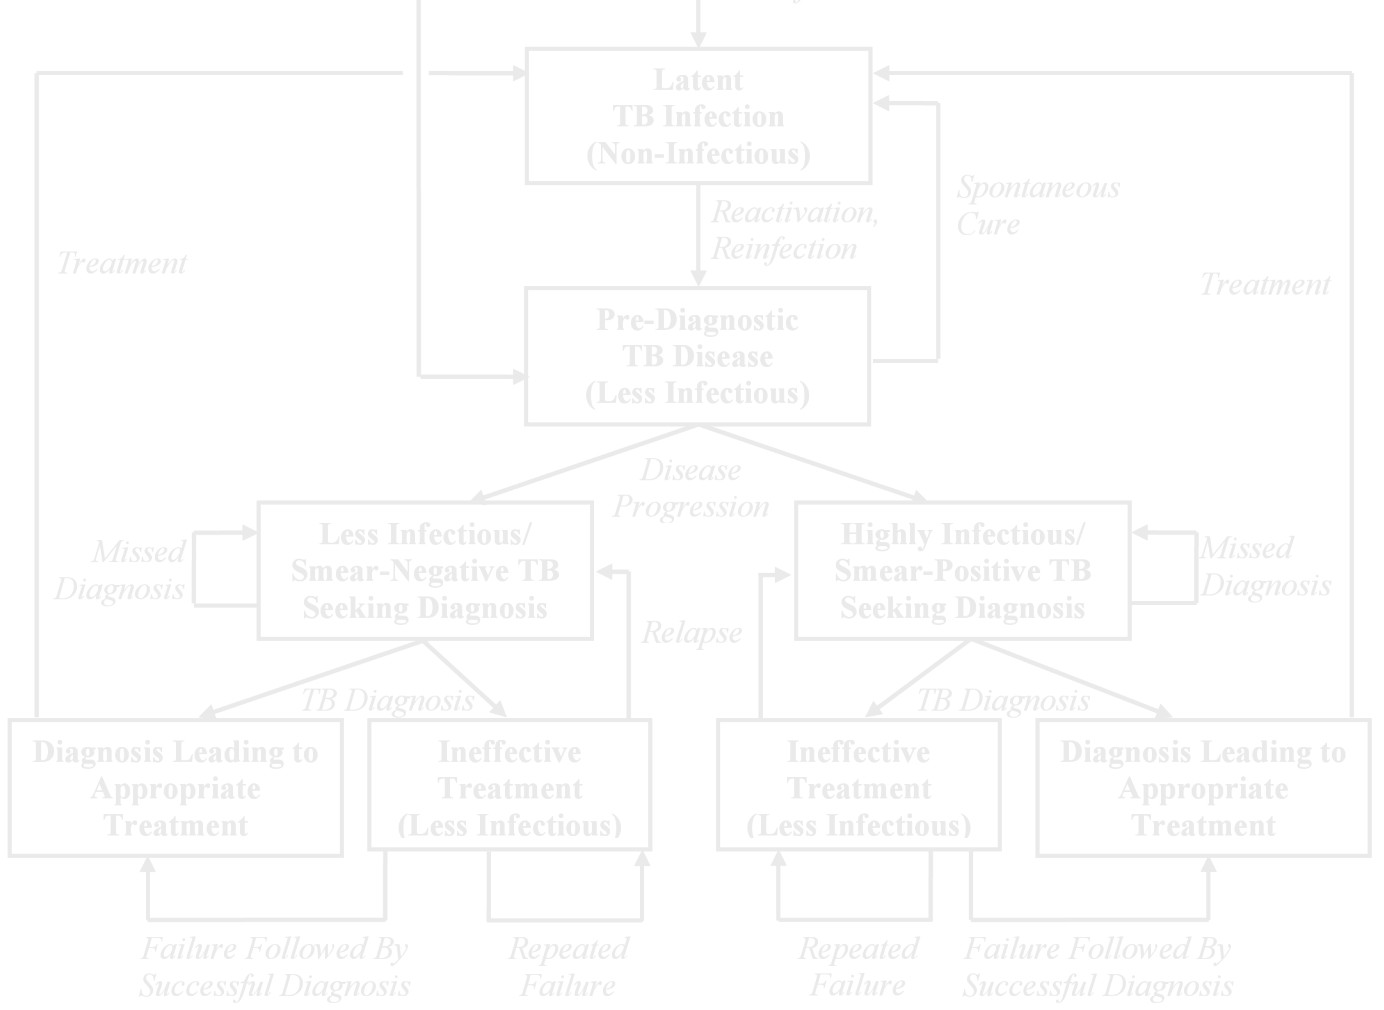 Latent
TB Infection
(Non-Infectious)
Spontaneous
Cure
Reactivation,
Reinfection
Treatment
Treatment
Pre-Diagnostic
TB Disease
(Less Infectious)
Disease
Progression
Less Infectious/
Smear-Negative TB
Seeking Diagnosis
Highly Infectious/
Smear-Positive TB
Seeking Diagnosis
Missed
Diagnosis
Missed
Diagnosis
Relapse
TB Diagnosis
TB Diagnosis
Diagnosis Leading to
Appropriate
Treatment
Ineffective
Treatment
(Less Infectious)
Ineffective
Treatment
(Less Infectious)
Diagnosis Leading to
Appropriate
Treatment
Failure Followed By
Successful Diagnosis
Repeated
Failure
Repeated
Failure
Failure Followed By
Successful Diagnosis